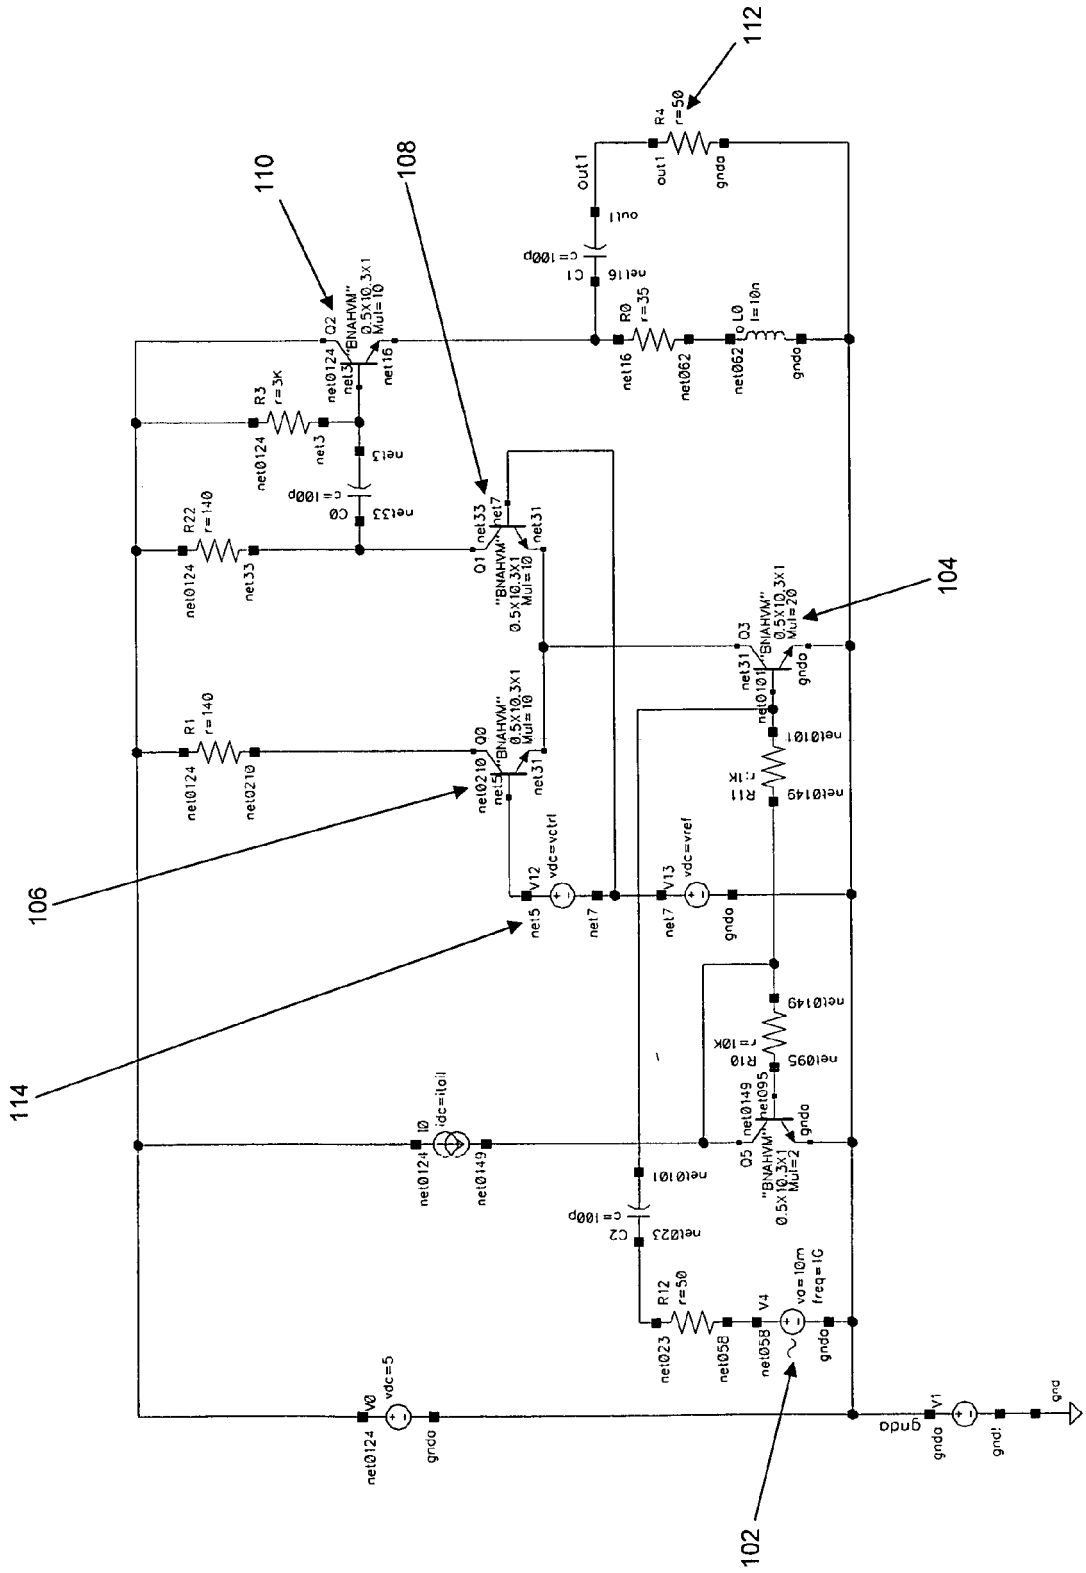 112
110
108
104
106
114
102
Q2
net0124
net3
"BNAHVM"
0.5X10.3X1
Mul=10
net16
R3
r=3K
net0124
net3
net3
c=100p
C0
net33
R22
r=140
net0124
net33
R1
r=140
net0124
net0210
Q1
net33
net7
net31
"BNAHVM"
0.5X10.3X1
Mul=10
Q0
net0210
net5
"BNAHVM"
0.5X10.3X1
Mul=10
net31
out1
out1
c=100p
C1
net16
R4
r=50
out1
gnda
R0
r=35
net16
net062
L0
l=10n
net062
gnda
Q3
net31
net0101
"BNAHVM"
0.5X10.3X1
Mul=20
gnda
net0101
r:1K
R11
net0149
V12
vdc=vctrl
net5
net7
V13
vdc=vref
net7
gnda
net0149
r=10K
R10
net095
I0
idc=itail
net0124
net0149
Q5
net0149
net095
"BNAHVM"
0.5X10.3X1
Mul=2
gnda
net0101
c=100p
C2
net023
R12
r=50
net023
net058
V4
va=10m
freq=1G
net058
gnda
V0
vdc=5
net0124
gnda
gnda
V1
gnda
gnd!
gnd